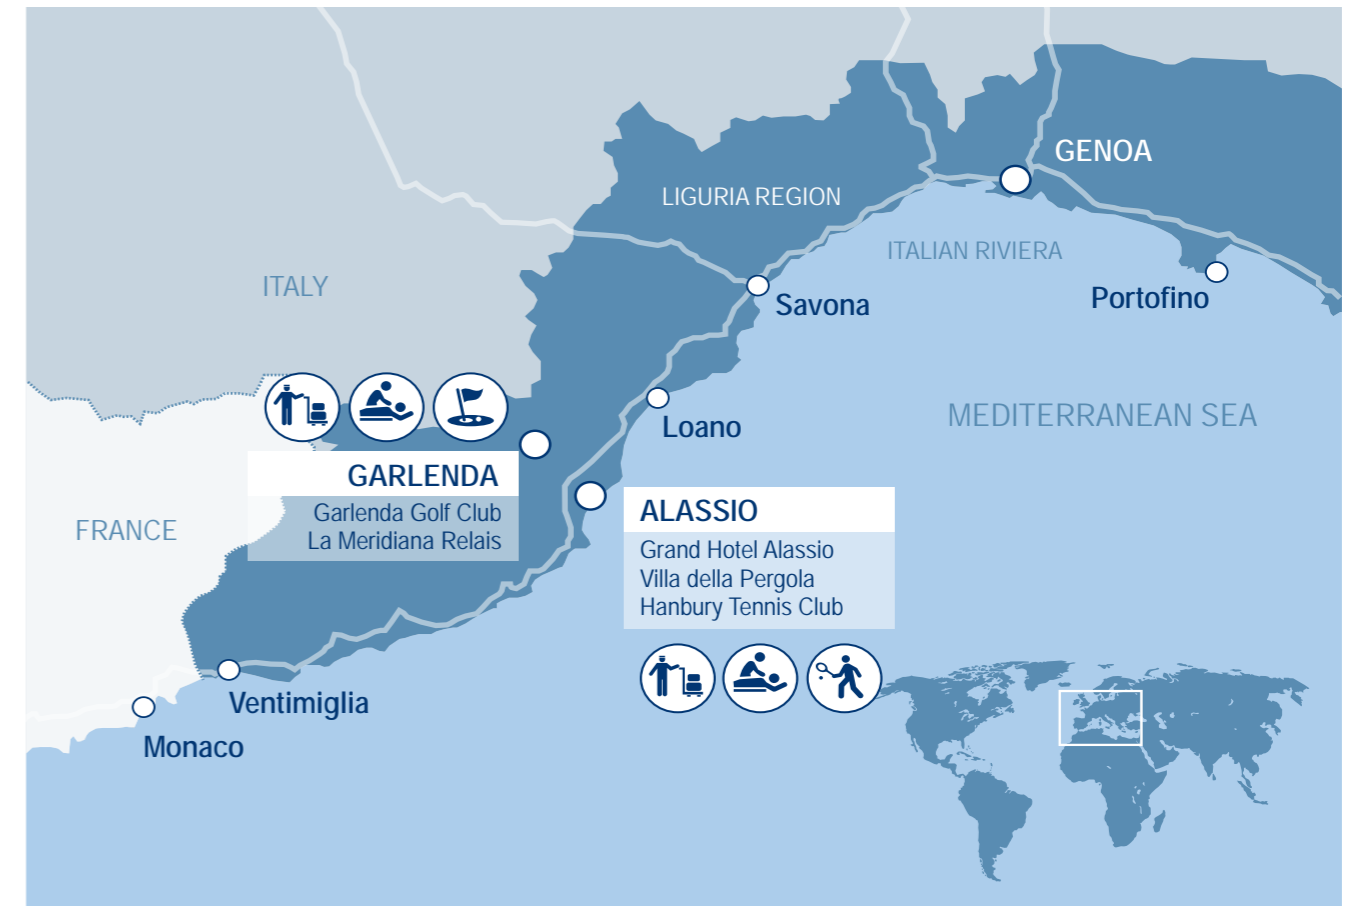 GENOA
LIGURIA REGION
ITALIAN RIVIERA
ITALY
Savona
Portofino
Loano
MEDITERRANEAN SEA
GARLENDA
Garlenda Golf Club
La Meridiana Relais
FRANCE
ALASSIO
Grand Hotel Alassio
Villa della Pergola
Hanbury Tennis Club
Ventimiglia
Monaco